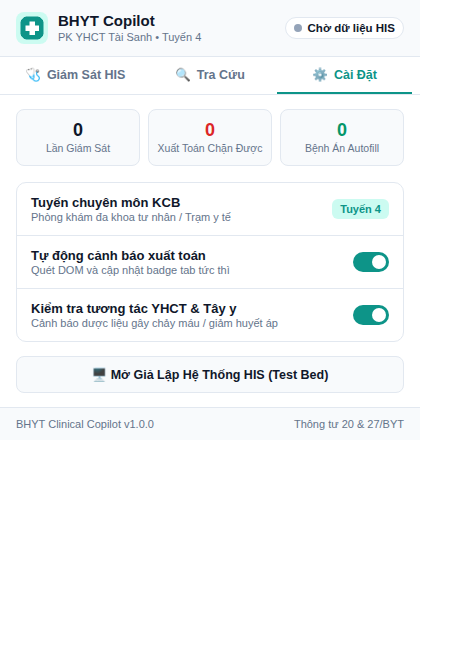 BHYT Copilot
PK YHCT Tài Sanh • Tuyến 4
Chờ dữ liệu HIS
🩺 Giám Sát HIS
🔍 Tra Cứu
⚙️ Cài Đặt
0
Lần Giám Sát
0
Xuất Toán Chặn Được
0
Bệnh Án Autofill
Tuyến chuyên môn KCB
Phòng khám đa khoa tư nhân / Trạm y tế
Tuyến 4
Tự động cảnh báo xuất toán
Quét DOM và cập nhật badge tab tức thì
Kiểm tra tương tác YHCT & Tây y
Cảnh báo dược liệu gây chảy máu / giảm huyết áp
🖥️ Mở Giả Lập Hệ Thống HIS (Test Bed)
BHYT Clinical Copilot v1.0.0
Thông tư 20 & 27/BYT